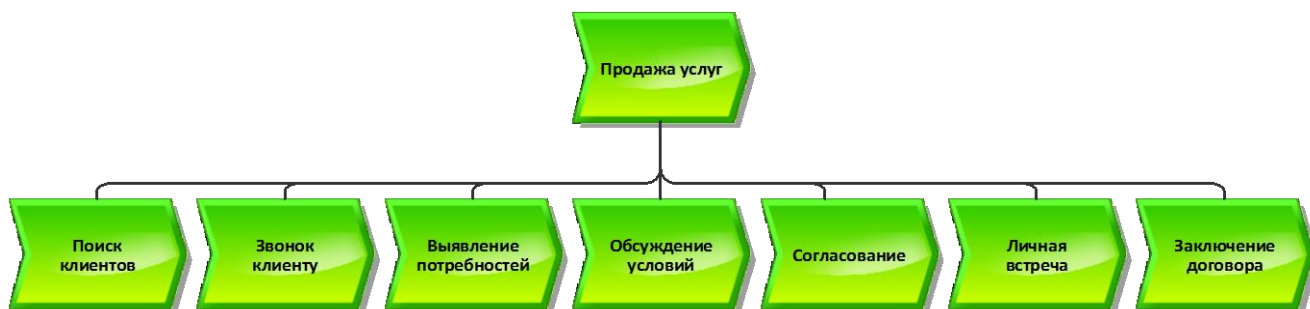 Продажа услуг
Поиск
клиентов
Звонок
клиенту
Выявление
потребностей
Обсуждение
условий
Согласование
Личная
встреча
Заключение
договора